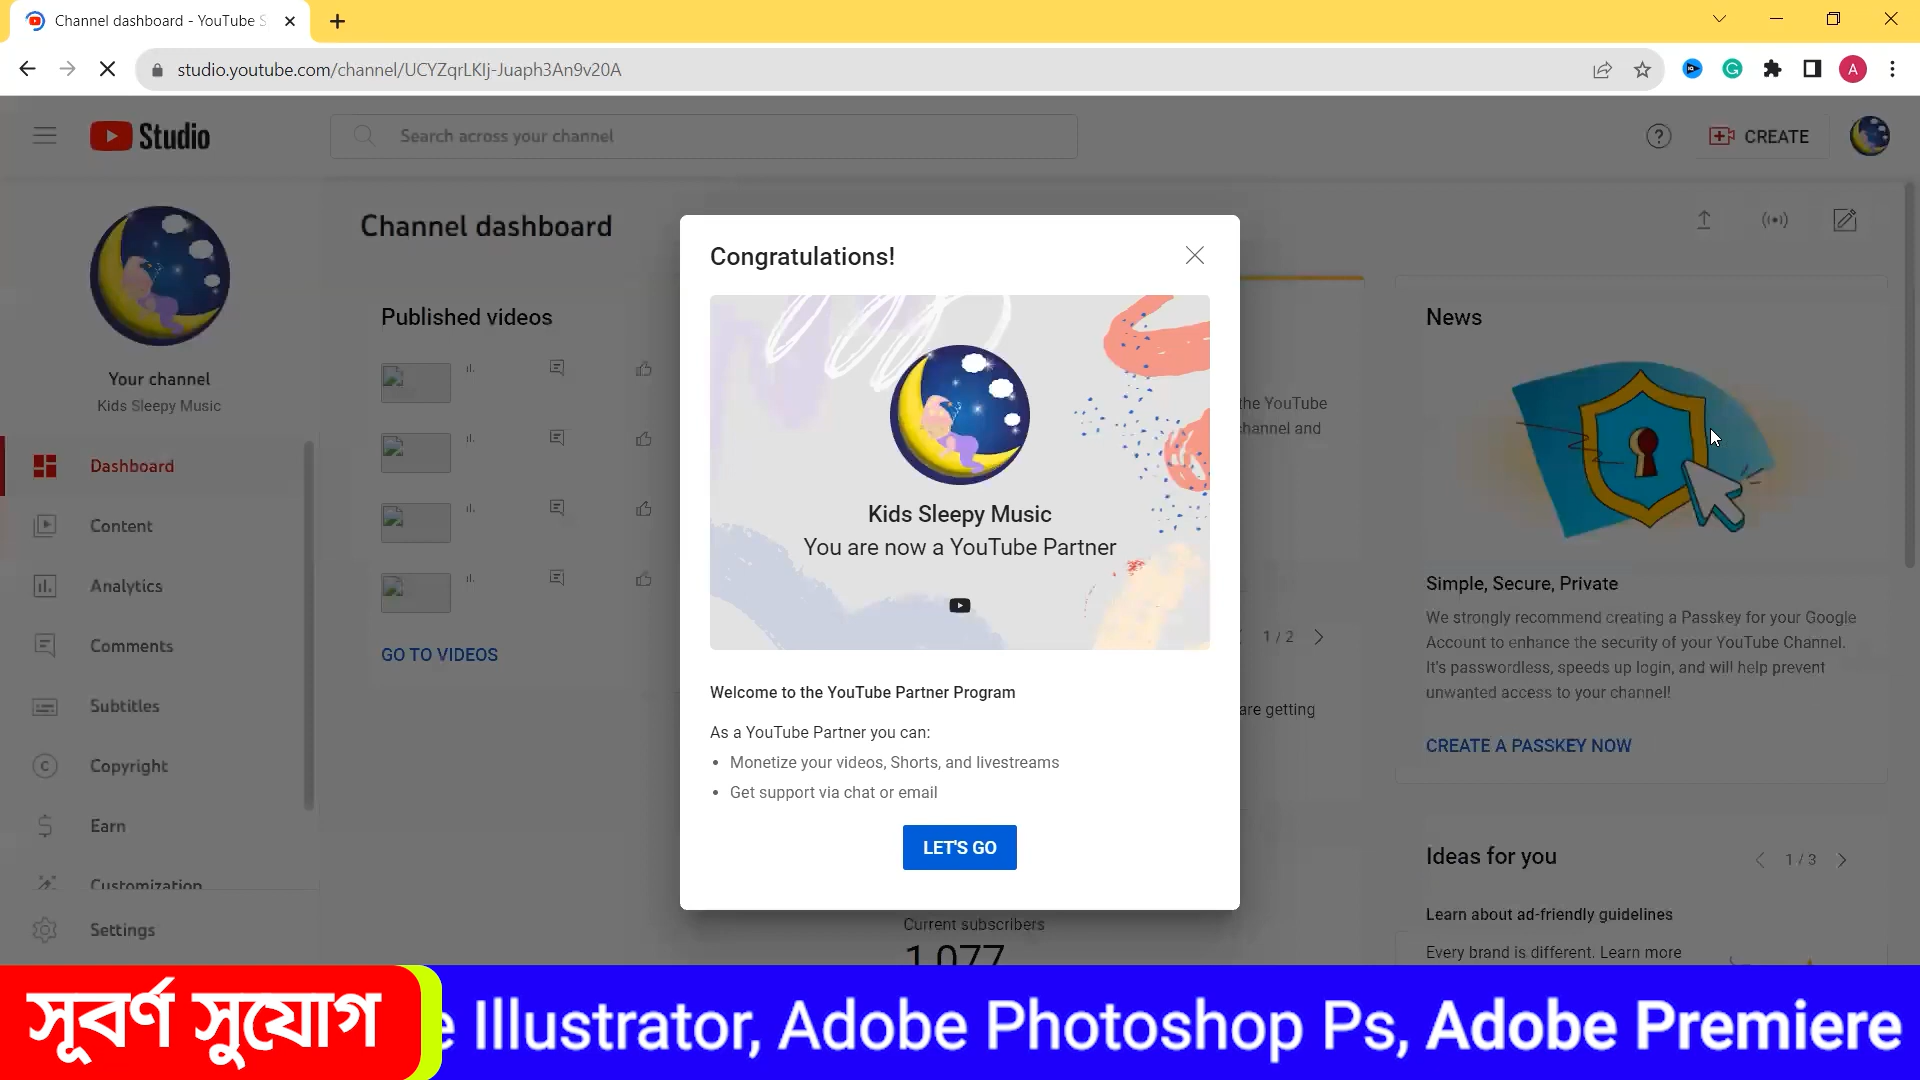 Channel dashboard - YouTube S
studio.youtube.com/channel/UCYZqrLKIj-Juaph3An9v20A
A
Studio
Search across your channel
CREATE
Channel dashboard
Your channel
Kids Sleepy Music
Dashboard
Content
Analytics
Comments
Subtitles
Copyright
Earn
Customization
Settings
Published videos
GO TO VIDEOS
Congratulations!
Kids Sleepy Music
You are now a YouTube Partner
Welcome to the YouTube Partner Program
As a YouTube Partner you can:
• Monetize your videos, Shorts, and livestreams
• Get support via chat or email
LET'S GO
the YouTube
channel and
1 / 2
are getting
Current subscribers
1,077
News
Simple, Secure, Private
We strongly recommend creating a Passkey for your Google
Account to enhance the security of your YouTube Channel.
It's passwordless, speeds up login, and will help prevent
unwanted access to your channel!
CREATE A PASSKEY NOW
Ideas for you
1 / 3
Learn about ad-friendly guidelines
Every brand is different. Learn more
সূবর্ণ সুযোগ
e Illustrator, Adobe Photoshop Ps, Adobe Premiere